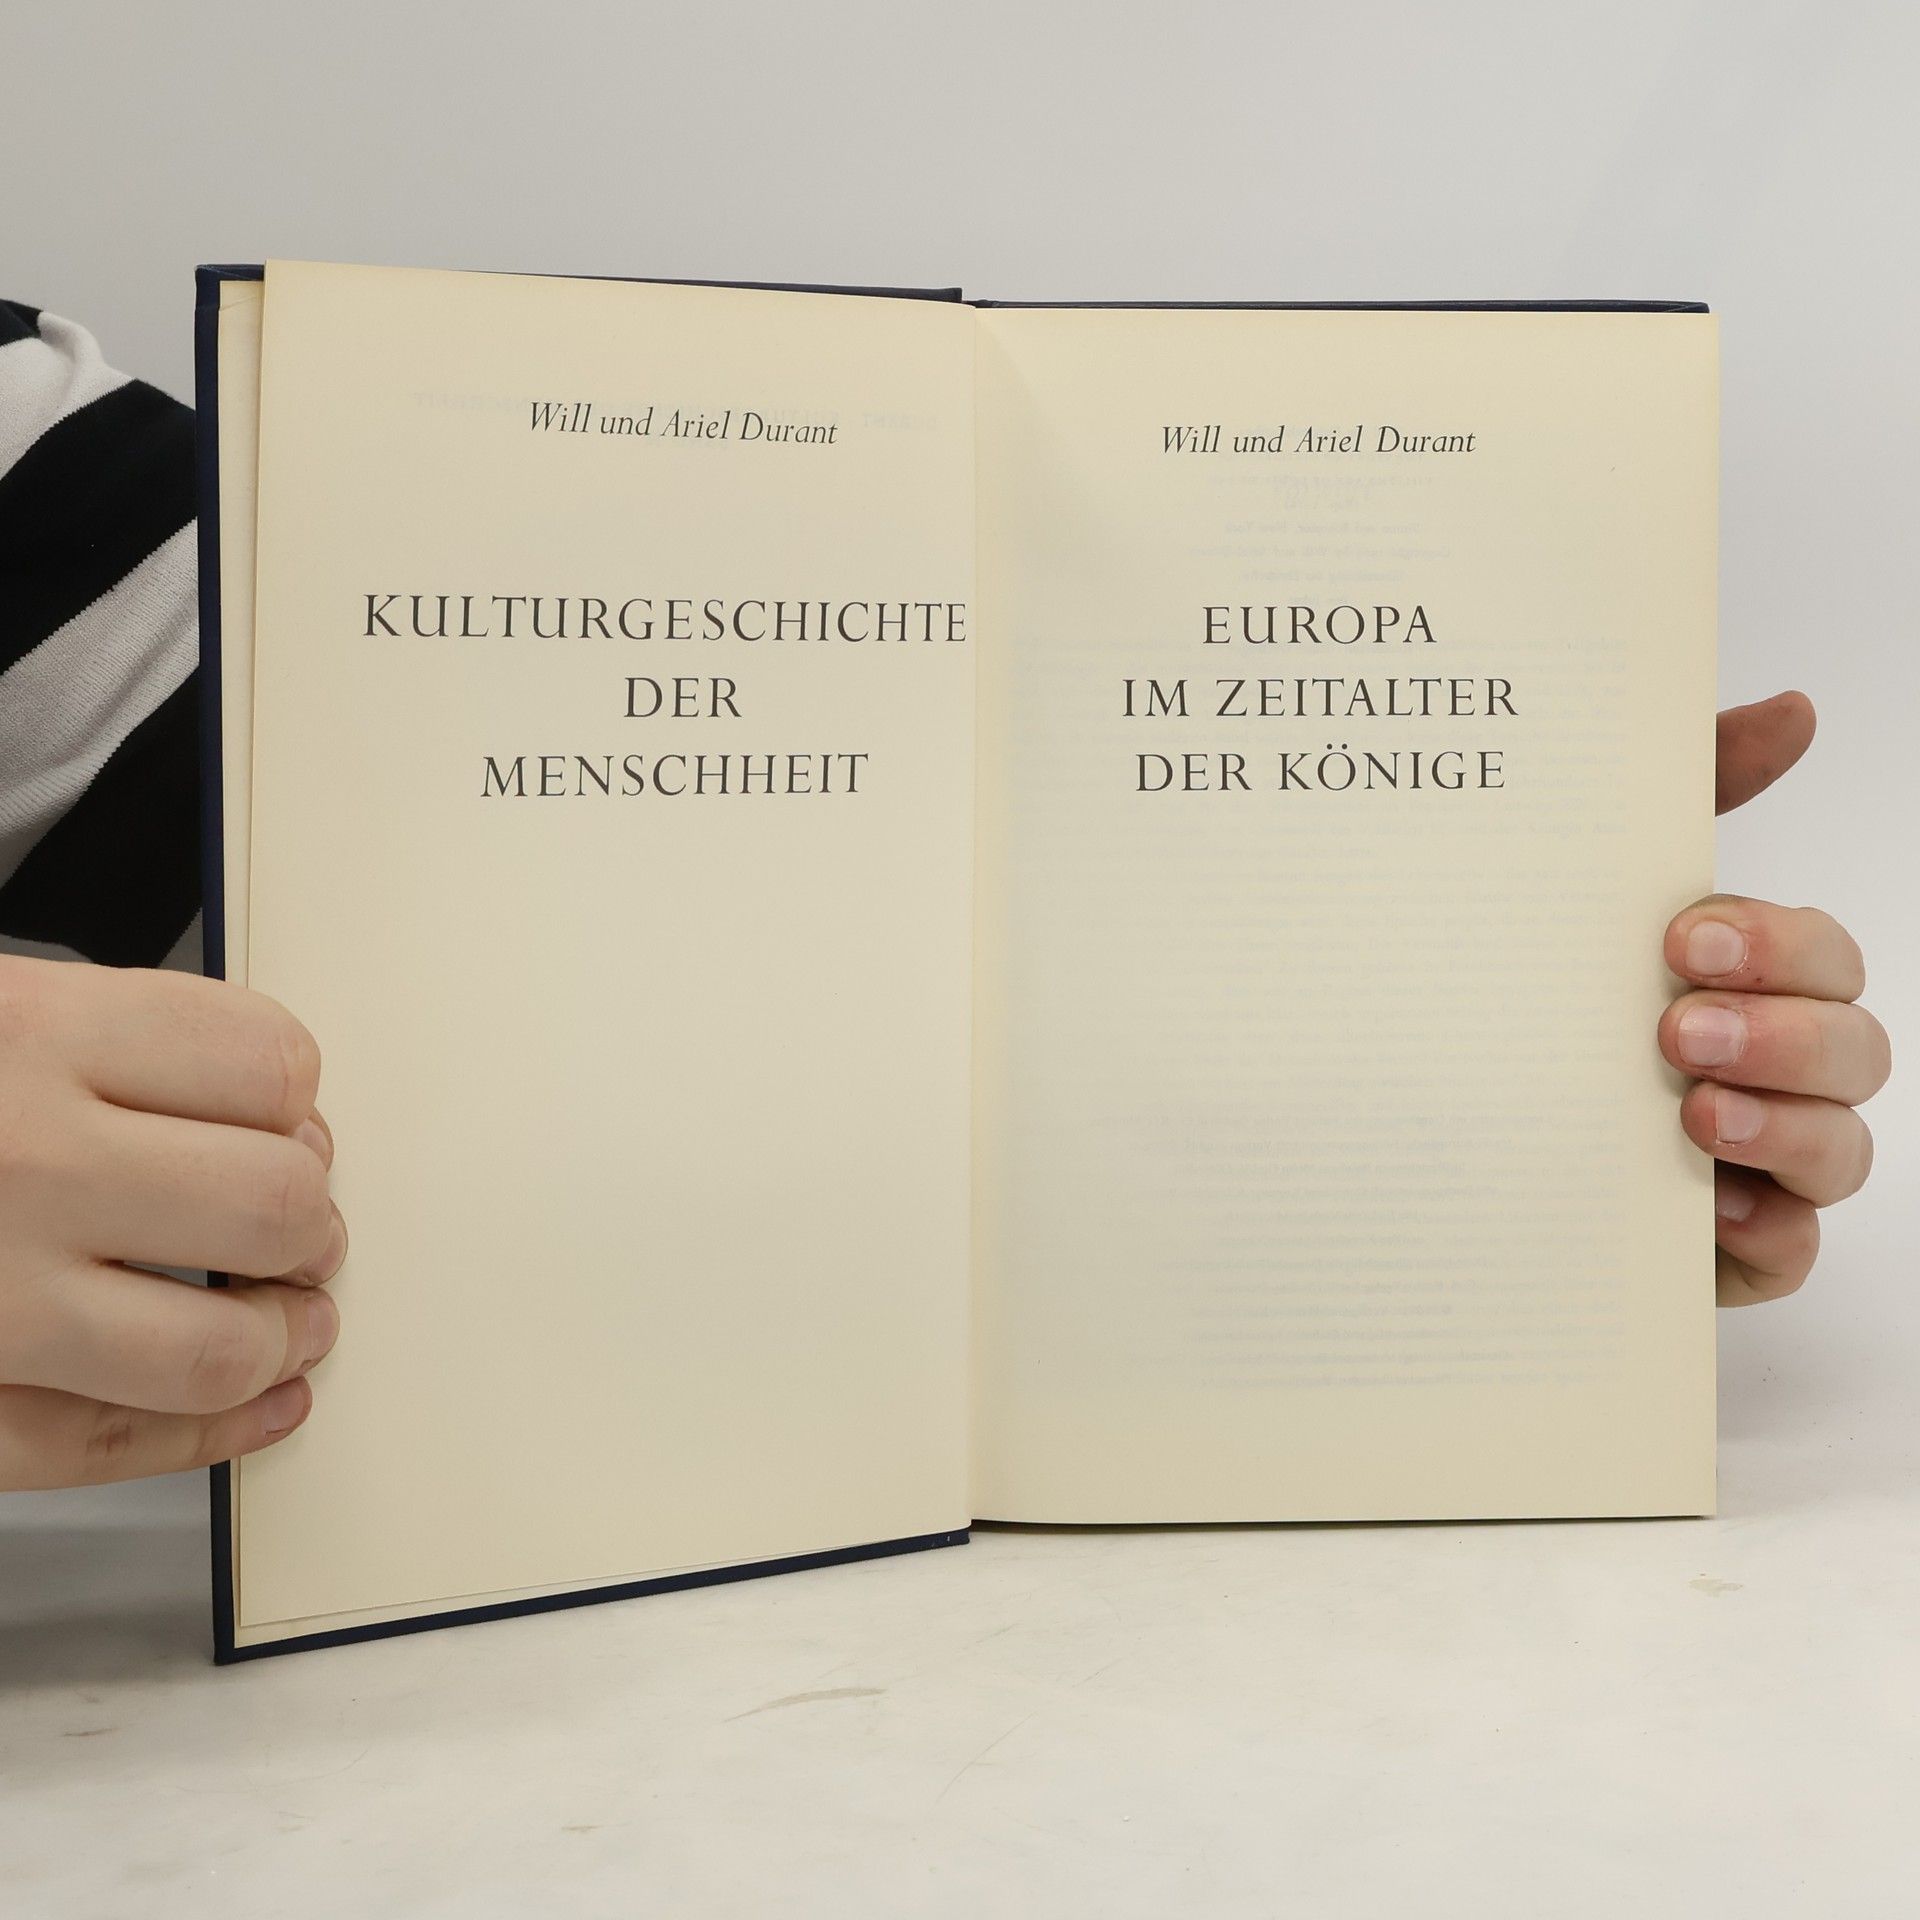 Will und Ariel Durant
KULTURGESCHICHTE
DER
MENSCHHEIT
Will und Ariel Durant
EUROPA
IM ZEITALTER
DER KÖNIGE